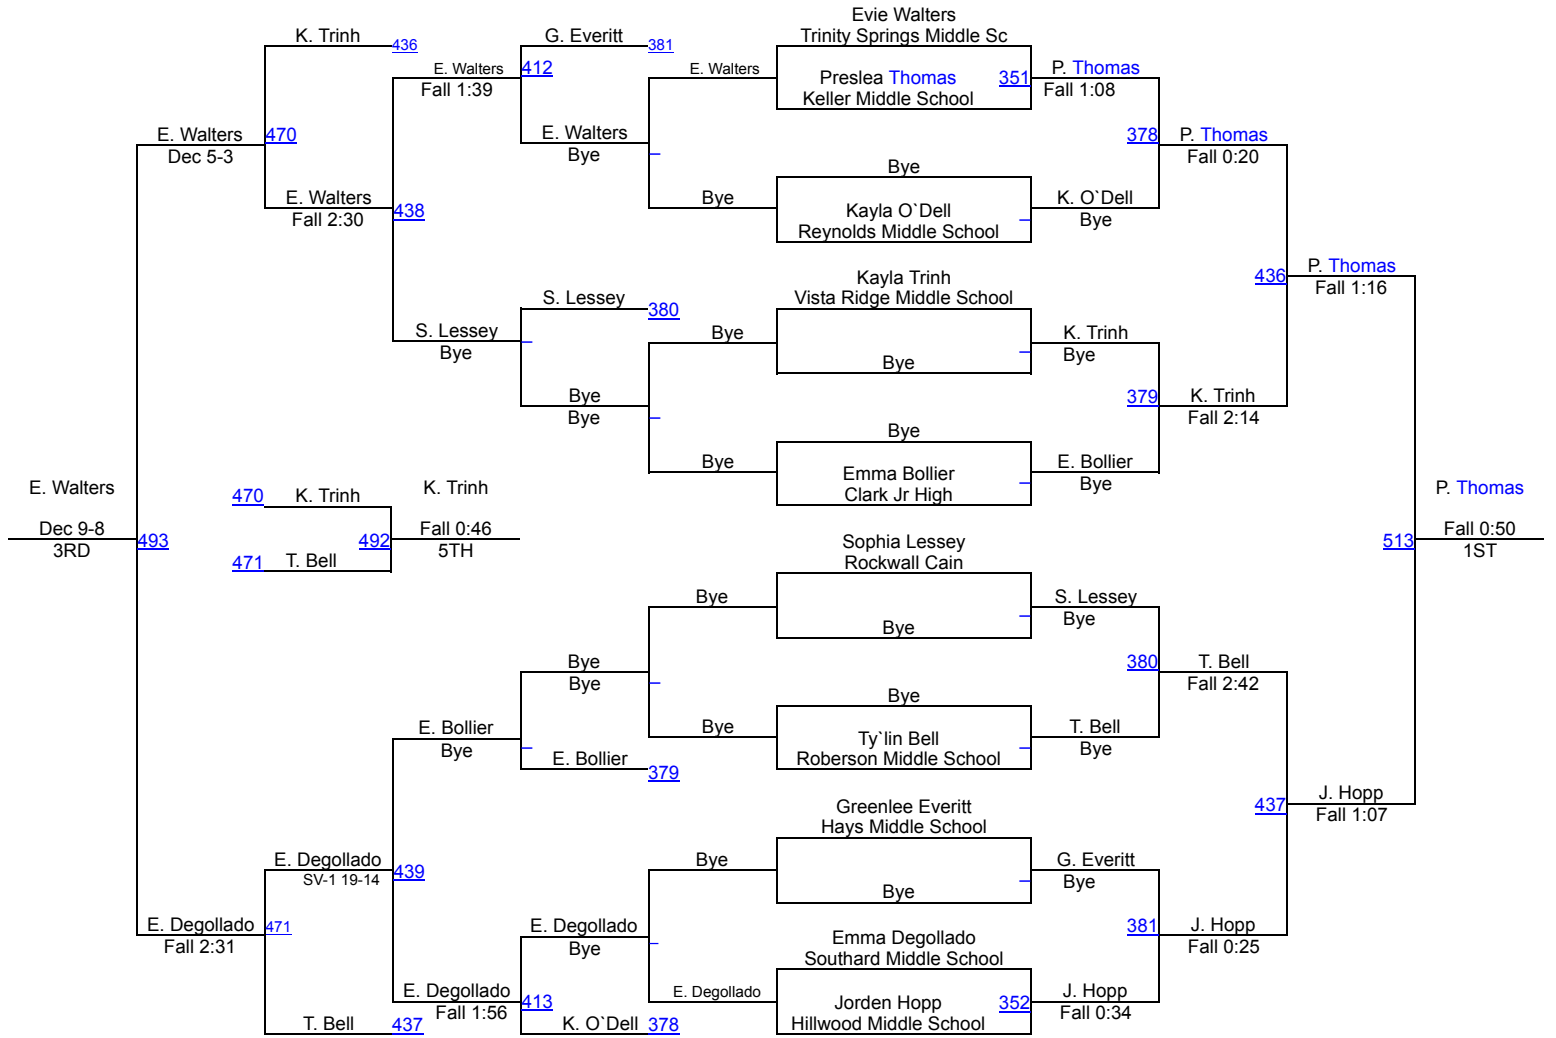 Evie Walters
K. Trinh
436
G. Everitt
381
Trinity Springs Middle Sc
E. Walters
Fall 1:39
412
E. Walters
Preslea Thomas
Keller Middle School
351
P. Thomas
Fall 1:08
E. Walters
Dec 5-3
470
E. Walters
Bye
378
P. Thomas
Fall 0:20
Bye
E. Walters
Fall 2:30
438
Bye
Kayla O`Dell
Reynolds Middle School
K. O`Dell
Bye
Kayla Trinh
Vista Ridge Middle School
436
P. Thomas
Fall 1:16
S. Lessey
380
S. Lessey
Bye
Bye
Bye
K. Trinh
Bye
Bye
Bye
379
K. Trinh
Fall 2:14
Bye
Bye
Emma Bollier
Clark Jr High
E. Bollier
Bye
E. Walters
Dec 9-8
3RD
493
470
K. Trinh
471
T. Bell
492
K. Trinh
Fall 0:46
5TH
Sophia Lessey
Rockwall Cain
513
P. Thomas
Fall 0:50
1ST
Bye
Bye
S. Lessey
Bye
Bye
Bye
380
T. Bell
Fall 2:42
Bye
E. Bollier
Bye
Bye
Ty`lin Bell
Roberson Middle School
T. Bell
Bye
E. Bollier
379
Greenlee Everitt
Hays Middle School
437
J. Hopp
Fall 1:07
E. Degollado
SV-1 19-14
439
Bye
Bye
G. Everitt
Bye
E. Degollado
Fall 2:31
471
E. Degollado
Bye
Emma Degollado
Southard Middle School
381
J. Hopp
Fall 0:25
E. Degollado
Fall 1:56
413
E. Degollado
Jorden Hopp
Hillwood Middle School
352
J. Hopp
Fall 0:34
T. Bell
437
K. O`Dell
378